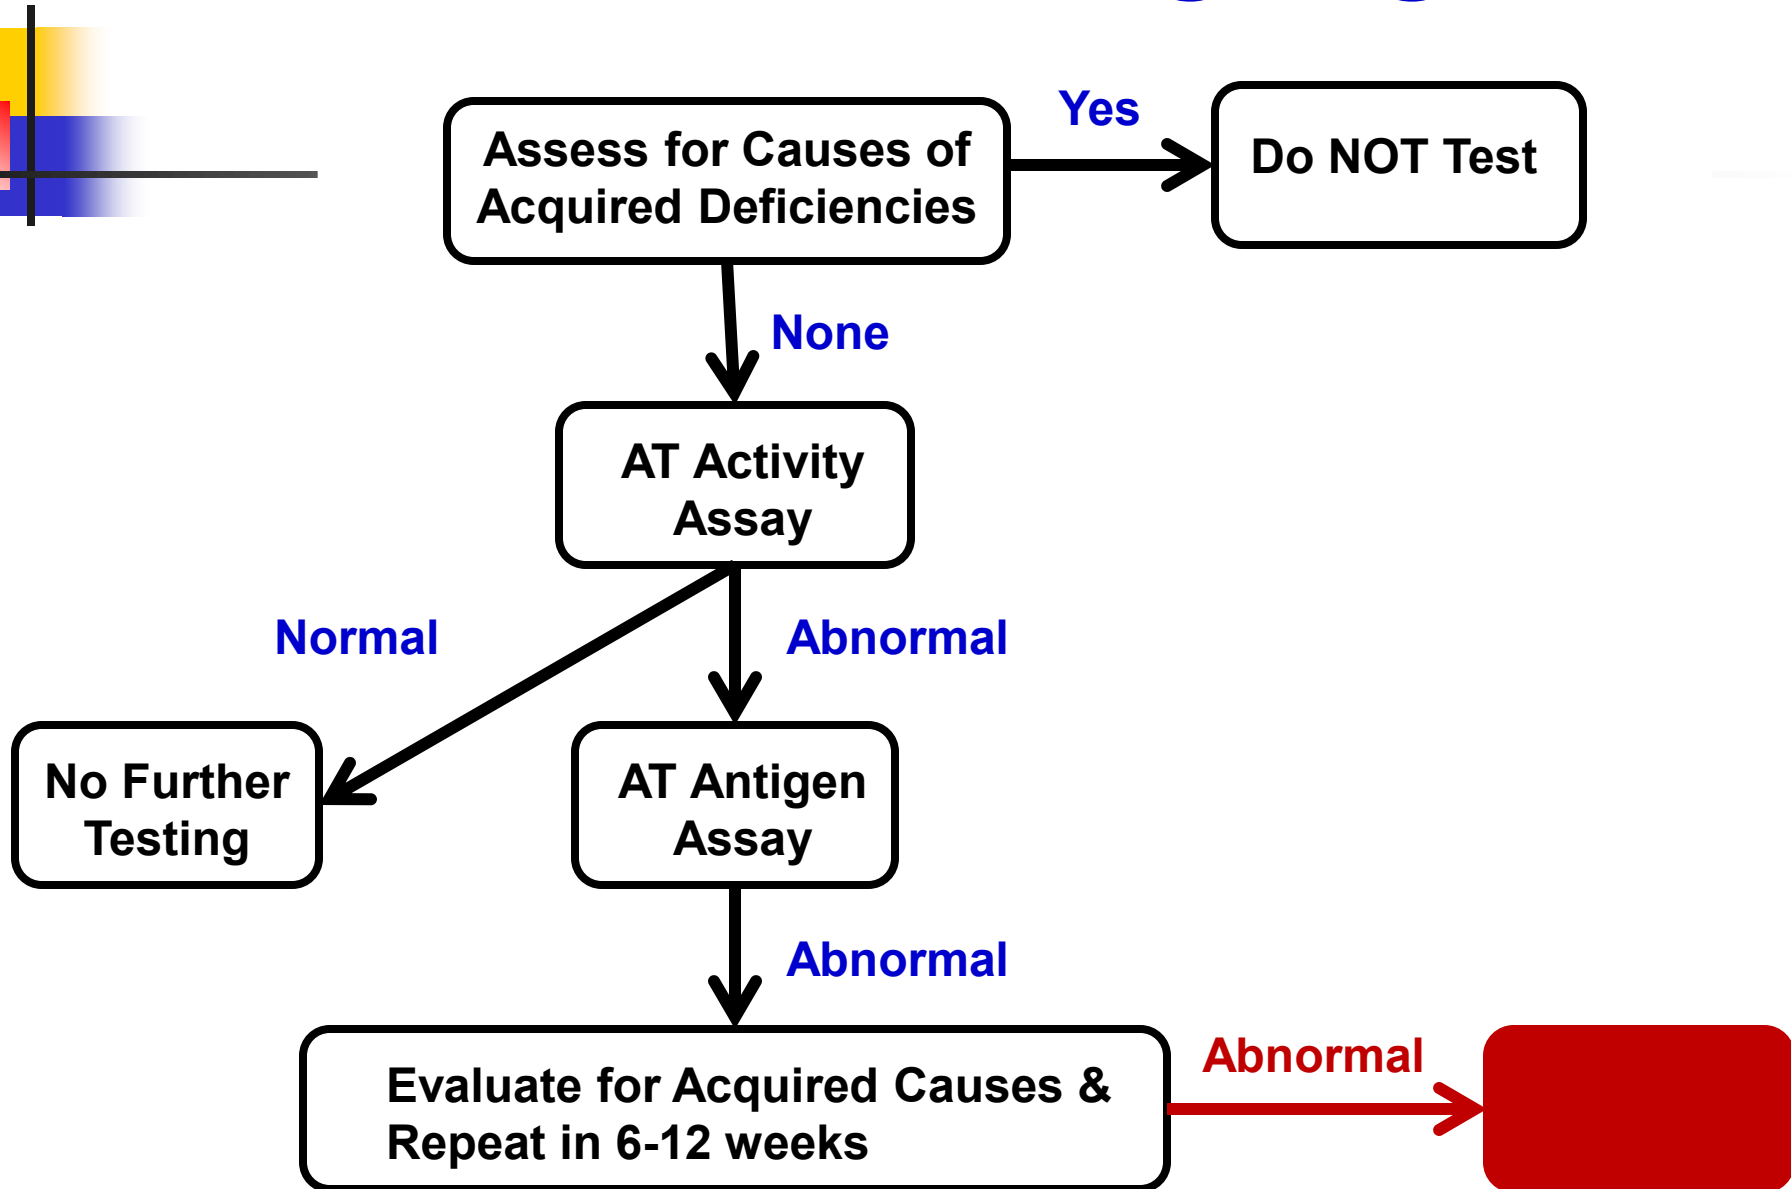 Assess for Causes of
Acquired Deficiencies
Yes
Do NOT Test
None
AT Activity
Assay
Normal
Abnormal
No Further
Testing
AT Antigen
Assay
Abnormal
Evaluate for Acquired Causes &
Repeat in 6-12 weeks
Abnormal